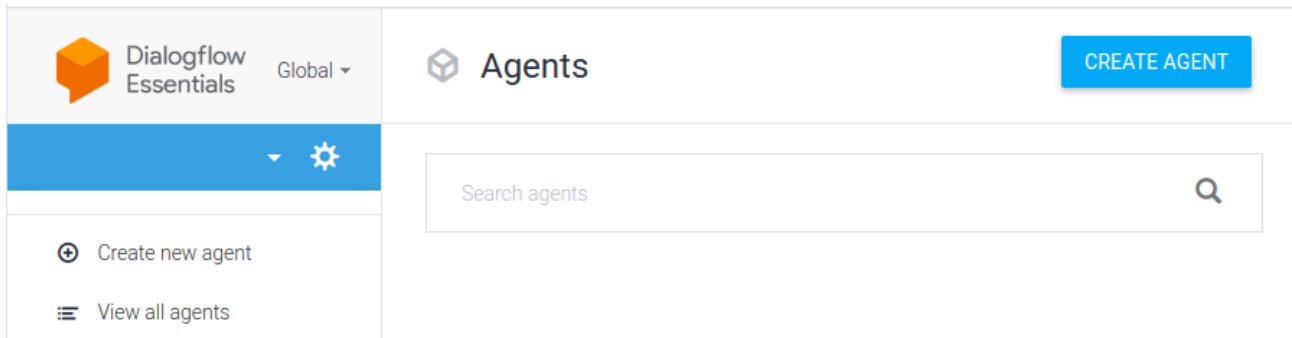 Dialogflow
Essentials
Global
Agents
CREATE AGENT
Search agents
Create new agent
View all agents